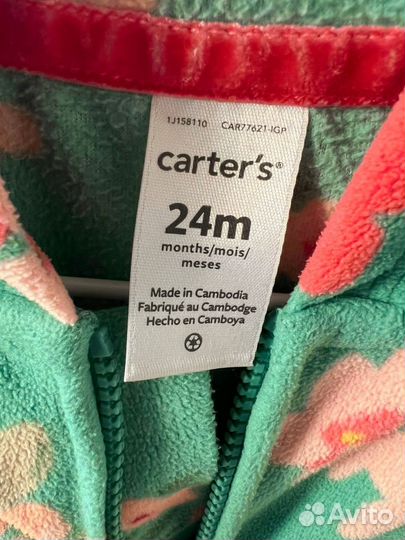 1J158110 CAR77621-IGP
carter's®
24m
months/mois/
meses
Made in Cambodia
Fabriqué au Cambodge
Hecho en Camboya
Avito